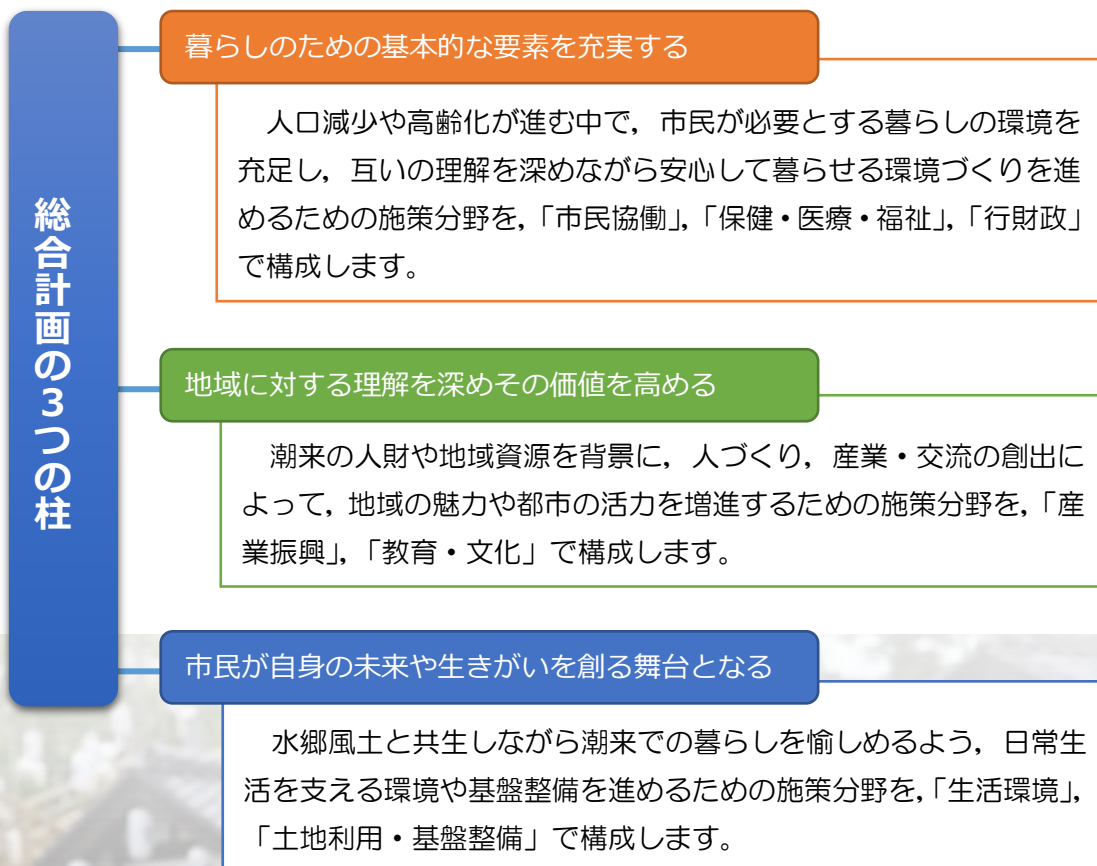 総合計画の3つの柱
暮らしのための基本的な要素を充実する
人口減少や高齢化が進む中で，市民が必要とする暮らしの環境を
充足し，互いの理解を深めながら安心して暮らせる環境づくりを進
めるための施策分野を，「市民協働」，「保健・医療・福祉」，「行財政」
で構成します。
地域に対する理解を深めその価値を高める
潮来の人財や地域資源を背景に，人づくり，産業・交流の創出に
よって，地域の魅力や都市の活力を増進するための施策分野を，「産
業振興」，「教育・文化」で構成します。
市民が自身の未来や生きがいを創る舞台となる
水郷風土と共生しながら潮来での暮らしを愉しめるよう，日常生
活を支える環境や基盤整備を進めるための施策分野を，「生活環境」，
「土地利用・基盤整備」で構成します。